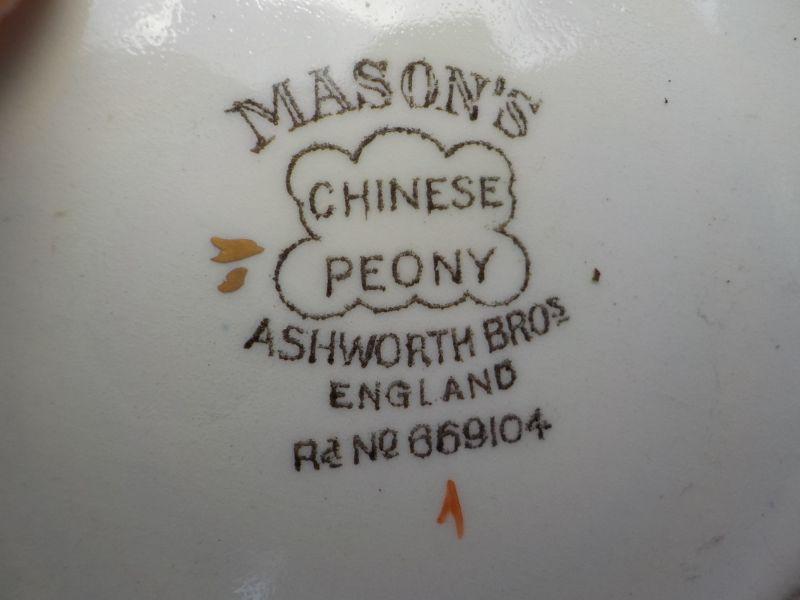 MASON'S
CHINESE
PEONY
ASHWORTH BROS
ENGLAND
Rd No 669104